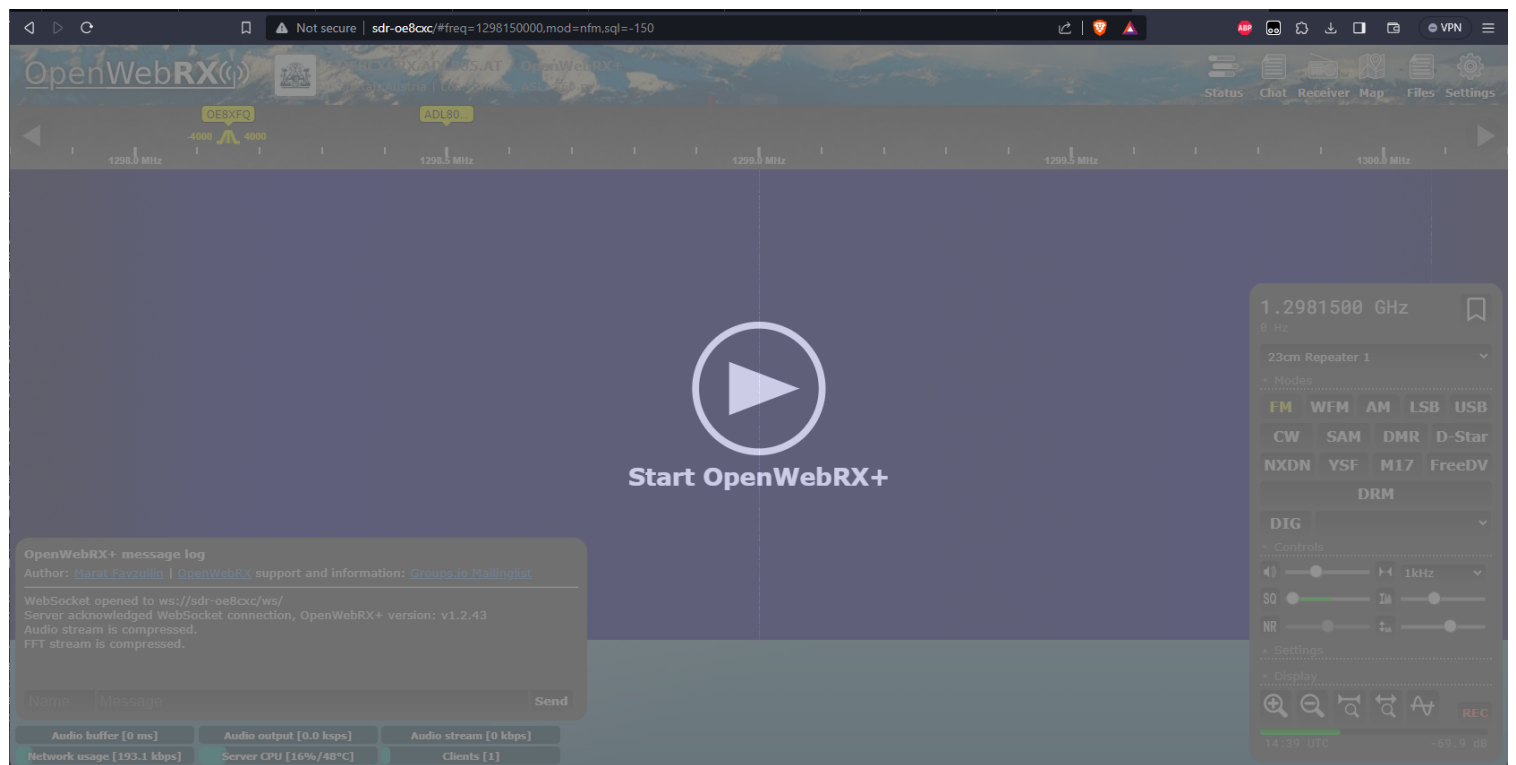 Not secure sdr-oe8cxc/#freq=1298150000,mod=nfm,sql=-150
ABP
VPN
OpenWebRX
Status Chat Receiver Map Files Settings
OE8XFQ ADL80...
-4000 4000
1298.0 MHz 1298.5 MHz 1299.0 MHz 1299.5 MHz 1300.0 MHz
Start OpenWebRX+
1.2981500 GHz
0 Hz
23cm Repeater 1
Modes
FM WFM AM LSB USB
CW SAM DMR D-Star
NXDN YSF M17 FreeDV
DRM
DIG
Controls
1kHz
SQ
NR
Settings
Display
REC
14:39 UTC -69.9 dB
OpenWebRX+ message log
Author: Marat Fayzullin | OpenWebRX support and information: Groups.io Mailinglist
WebSocket opened to ws://sdr-oe8cxc/ws/
Server acknowledged WebSocket connection, OpenWebRX+ version: v1.2.43
Audio stream is compressed.
FFT stream is compressed.
Name Message Send
Audio buffer [0 ms] Audio output [0.0 ksps] Audio stream [0 kbps]
Network usage [193.1 kbps] Server CPU [16%/48°C] Clients [1]